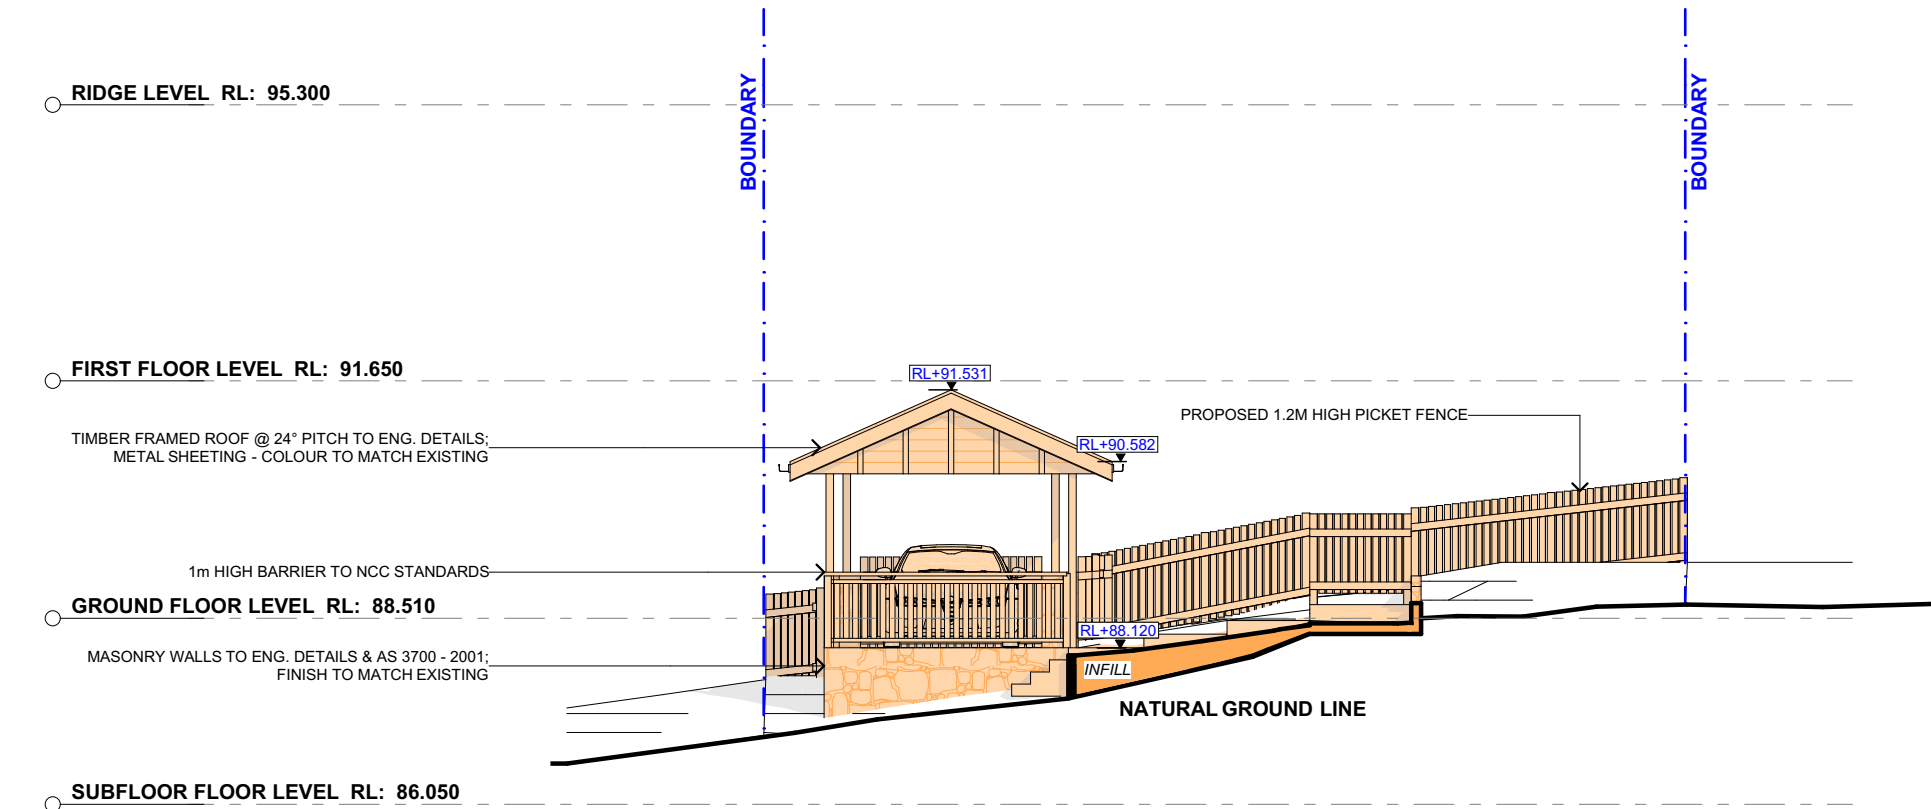 BOUNDARY
BOUNDARY
RIDGE LEVEL RL: 95.300
FIRST FLOOR LEVEL RL: 91.650
RL+91.531
PROPOSED 1.2M HIGH PICKET FENCE
TIMBER FRAMED ROOF @ 24° PITCH TO ENG. DETAILS;
METAL SHEETING - COLOUR TO MATCH EXISTING
RL+90.582
1m HIGH BARRIER TO NCC STANDARDS
GROUND FLOOR LEVEL RL: 88.510
RL+88.120
MASONRY WALLS TO ENG. DETAILS & AS 3700 - 2001;
FINISH TO MATCH EXISTING
INFILL
NATURAL GROUND LINE
SUBFLOOR FLOOR LEVEL RL: 86.050